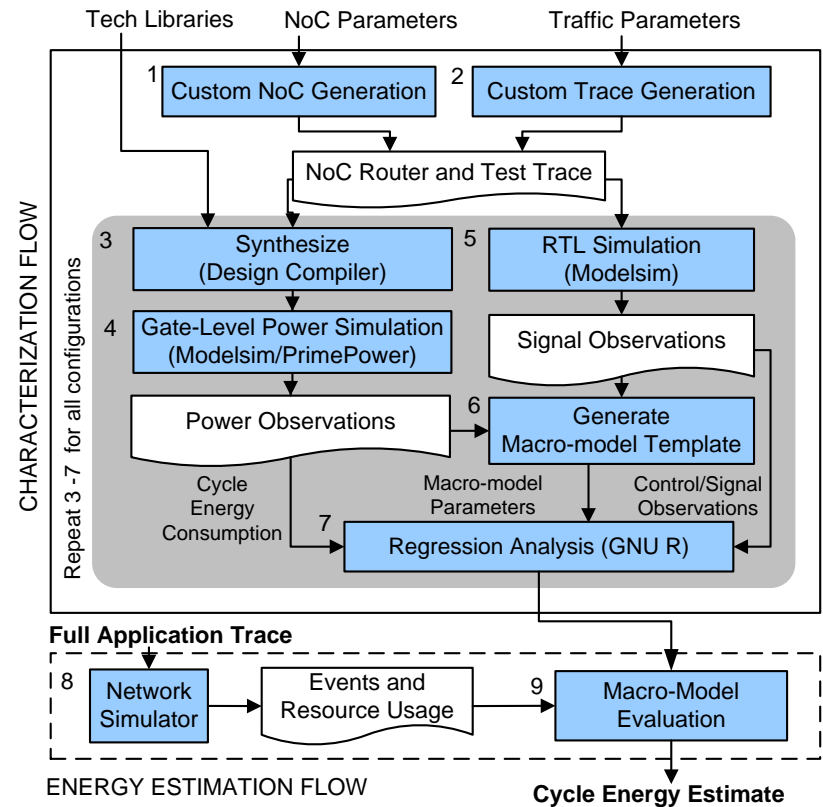 Tech Libraries
NoC Parameters
Traffic Parameters
1
Custom NoC Generation
2
Custom Trace Generation
NoC Router and Test Trace
CHARACTERIZATION FLOW
Repeat 3 -7 for all configurations
3
Synthesize
(Design Compiler)
5
RTL Simulation
(Modelsim)
4
Gate-Level Power Simulation
(Modelsim/PrimePower)
Signal Observations
Power Observations
6
Generate
Macro-model Template
Cycle
Energy
Consumption
Macro-model
Parameters
Control/Signal
Observations
7
Regression Analysis (GNU R)
Full Application Trace
8
Network
Simulator
Events and
Resource Usage
9
Macro-Model
Evaluation
ENERGY ESTIMATION FLOW
Cycle Energy Estimate